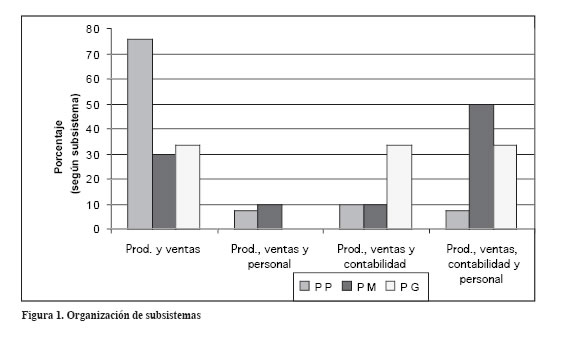 80
70
60
50
40
30
20
10
0
Porcentaje
(según subsistema)
Prod. y ventas
Prod., ventas y
personal)
Prod., ventas y
contabilidad)
Prod., ventas,
contabilidad y
personal)
P P P M P G
Figura 1. Organización de subsistemas